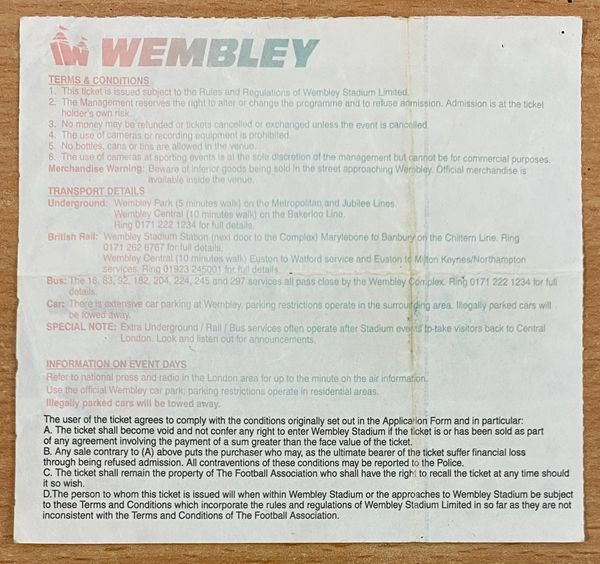 WEMBLEY
TERMS & CONDITIONS
1. This ticket is issued subject to the Rules and Regulations of Wembley Stadium Limited.
2. The Management reserves the right to alter or change the programme and to refuse admission. Admission is at the ticket
holder's own risk.
3. No money may be refunded or tickets cancelled or exchanged unless the event is cancelled.
4. The use of cameras or recording equipment is prohibited.
5. No bottles, cans or tins are allowed in the venue.
6. The use of cameras at sporting events is at the sole discretion of the management but cannot be for commercial purposes.
Merchandise Warning: Beware of inferior goods being sold in the street approaching Wembley. Official merchandise is
available inside the venue.
TRANSPORT DETAILS
Underground: Wembley Park (5 minutes walk) on the Metropolitan and Jubilee Lines.
Wembley Central (10 minutes walk) on the Bakerloo Line.
Ring 0171 222 1234 for full details.
British Rail: Wembley Stadium Station (next door to the Complex) Marylebone to Banbury on the Chiltern Line. Ring
0171 262 6767 for full details.
Wembley Central (10 minutes walk) Euston to Watford service and Euston to Milton Keynes/Northampton
services. Ring 01923 245001 for full details.
Bus: The 18, 83, 92, 182, 204, 224, 245 and 297 services all pass close by the Wembley Complex. Ring 0171 222 1234 for full
details.
Car: There is extensive car parking at Wembley, parking restrictions operate in the surrounding area. Illegally parked cars will
be towed away.
SPECIAL NOTE: Extra Underground / Rail / Bus services often operate after Stadium events to take visitors back to Central
London. Look and listen out for announcements.
INFORMATION ON EVENT DAYS
Refer to national press and radio in the London area for up to the minute on the air information.
Use the official Wembley car park; parking restrictions operate in residential areas.
Illegally parked cars will be towed away.
The user of the ticket agrees to comply with the conditions originally set out in the Application Form and in particular:
A. The ticket shall become void and not confer any right to enter Wembley Stadium if the ticket is or has been sold as part
of any agreement involving the payment of a sum greater than the face value of the ticket.
B. Any sale contrary to (A) above puts the purchaser who may, as the ultimate bearer of the ticket suffer financial loss
through being refused admission. All contraventions of these conditions may be reported to the Police.
C. The ticket shall remain the property of The Football Association who shall have the right to recall the ticket at any time should
it so wish.
D.The person to whom this ticket is issued will when within Wembley Stadium or the approaches to Wembley Stadium be subject
to these Terms and Conditions which incorporate the rules and regulations of Wembley Stadium Limited in so far as they are not
inconsistent with the Terms and Conditions of The Football Association.